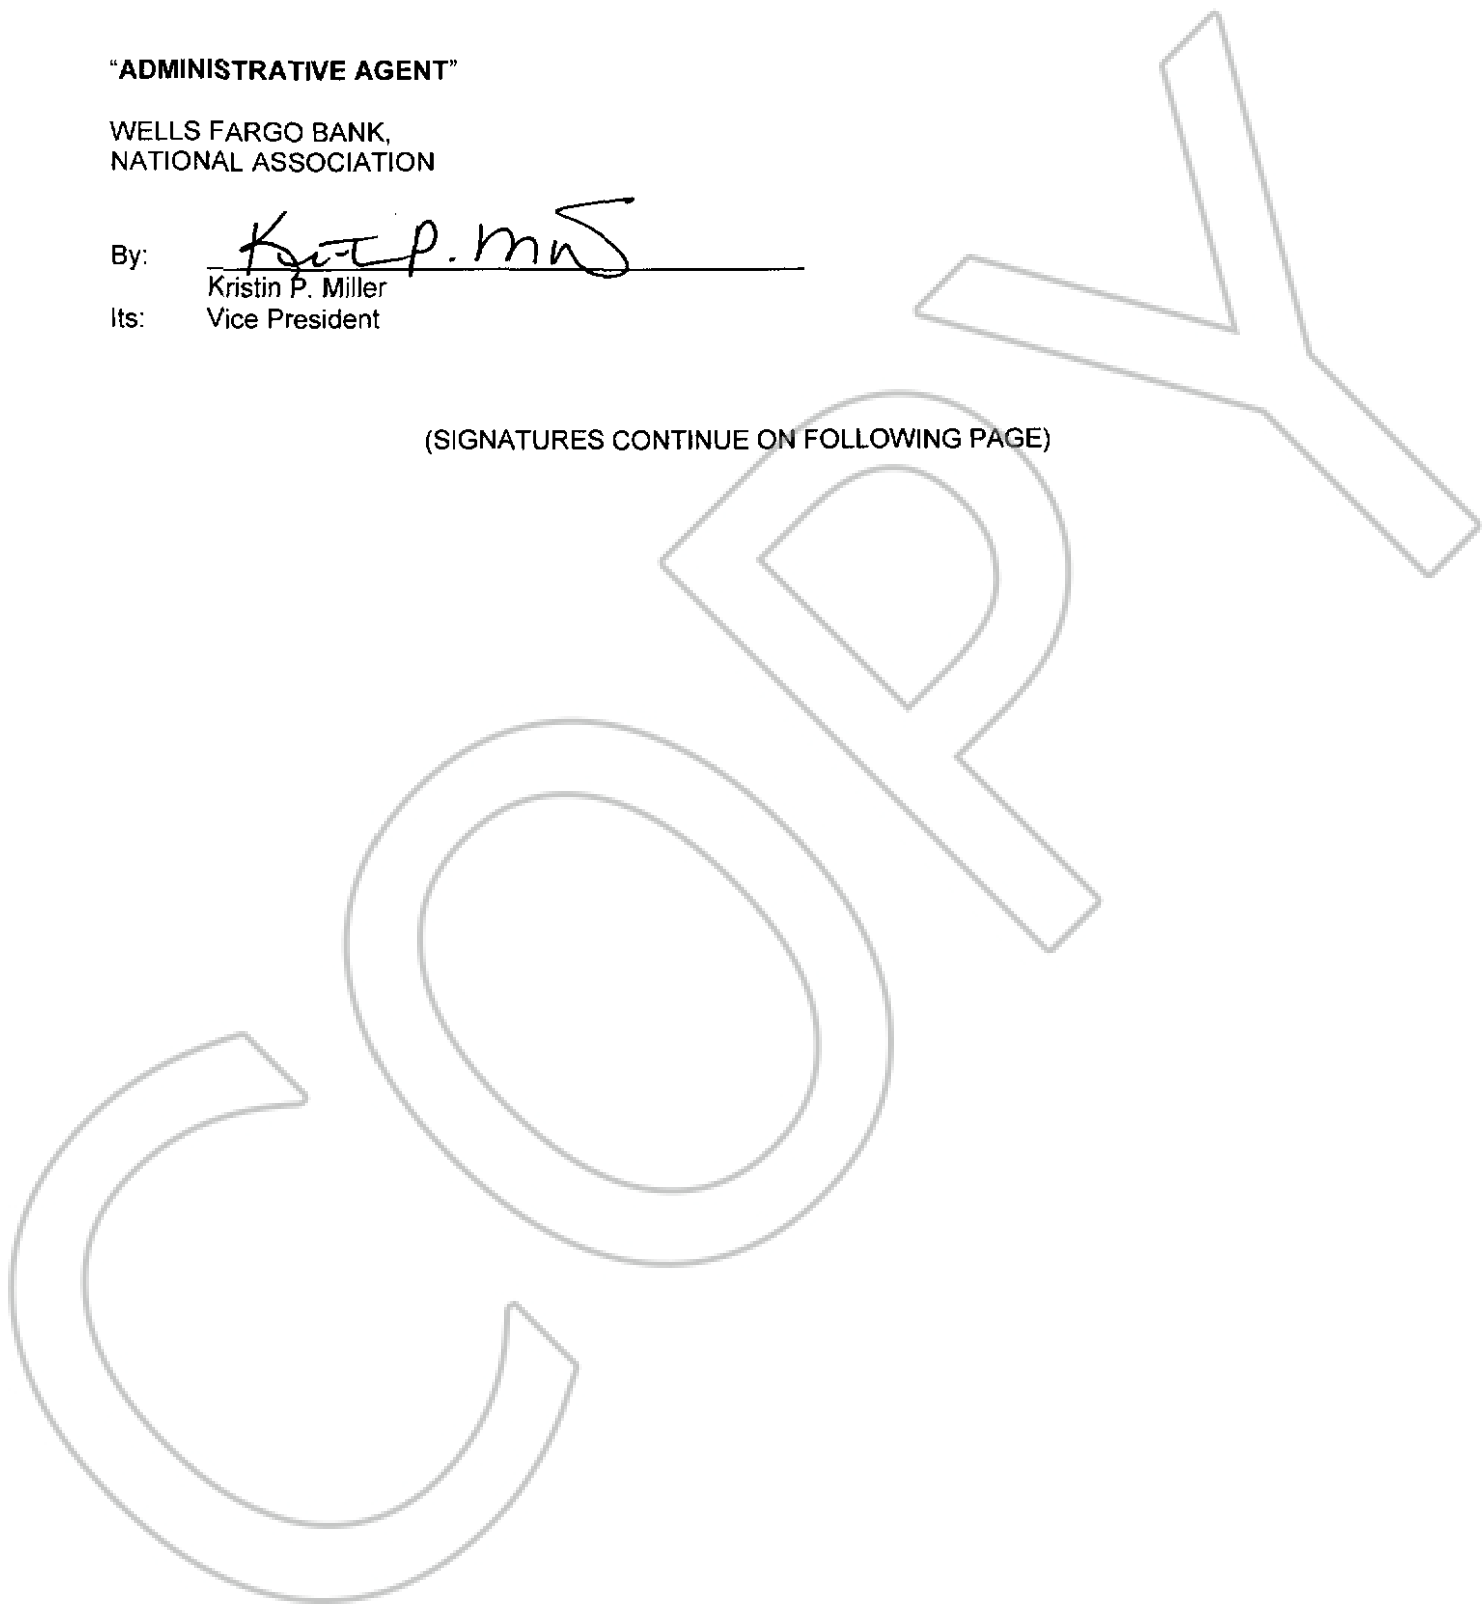 “ADMINISTRATIVE AGENT”
WELLS FARGO BANK,
NATIONAL ASSOCIATION
By:
Kristin P. Miller
Its: Vice President
(SIGNATURES CONTINUE ON FOLLOWING PAGE)
COPY